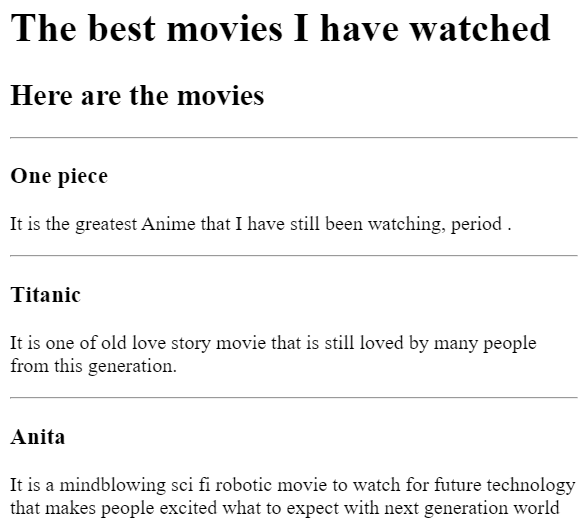 The best movies I have watched
Here are the movies
One piece
It is the greatest Anime that I have still been watching, period .
Titanic
It is one of old love story movie that is still loved by many people
from this generation.
Anita
It is a mindblowing sci fi robotic movie to watch for future technology
that makes people excited what to expect with next generation world